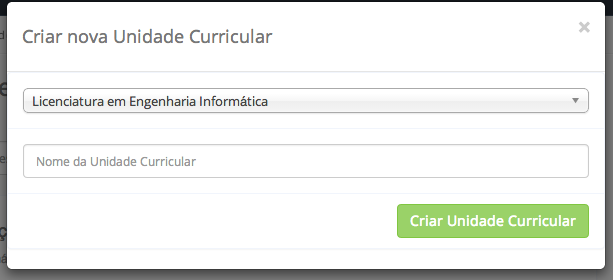 Criar nova Unidade Curricular
×
Licenciatura em Engenharia Informática
Nome da Unidade Curricular
Criar Unidade Curricular